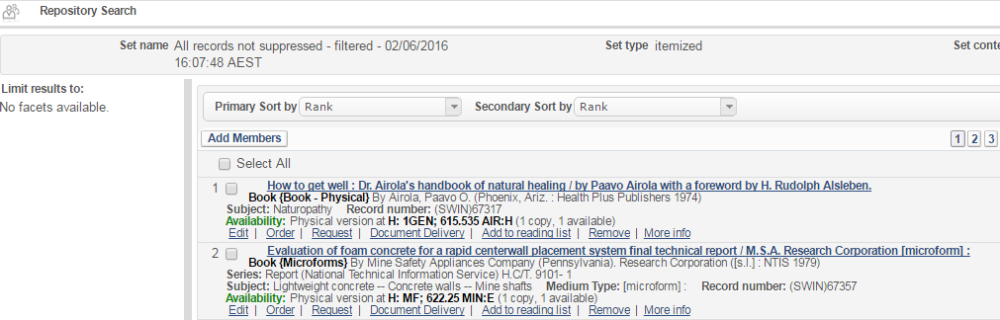 Repository Search
Set name All records not suppressed - filtered - 02/06/2016 Set type itemized Set conte
16:07:48 AEST
Limit results to:
No facets available.
Primary Sort by Rank Secondary Sort by Rank
Add Members 1 2 3
Select All
1 How to get well : Dr. Airola's handbook of natural healing / by Paavo Airola with a foreword by H. Rudolph Alsleben.
Book {Book - Physical} By Airola, Paavo O. (Phoenix, Ariz. : Health Plus Publishers 1974)
Subject: Naturopathy Record number: (SWIN)67317
Availability: Physical version at H: 1GEN; 615.535 AIR:H (1 copy, 1 available)
Edit | Order | Request | Document Delivery | Add to reading list | Remove | More info
2 Evaluation of foam concrete for a rapid centerwall placement system final technical report / M.S.A. Research Corporation [microform] :
Book {Microforms} By Mine Safety Appliances Company (Pennsylvania). Research Corporation ([s.l.] : NTIS 1979)
Series: Report (National Technical Information Service) H.C/T. 9101- 1
Subject: Lightweight concrete -- Concrete walls -- Mine shafts Medium Type: [microform] : Record number: (SWIN)67357
Availability: Physical version at H: MF; 622.25 MIN:E (1 copy, 1 available)
Edit | Order | Request | Document Delivery | Add to reading list | Remove | More info